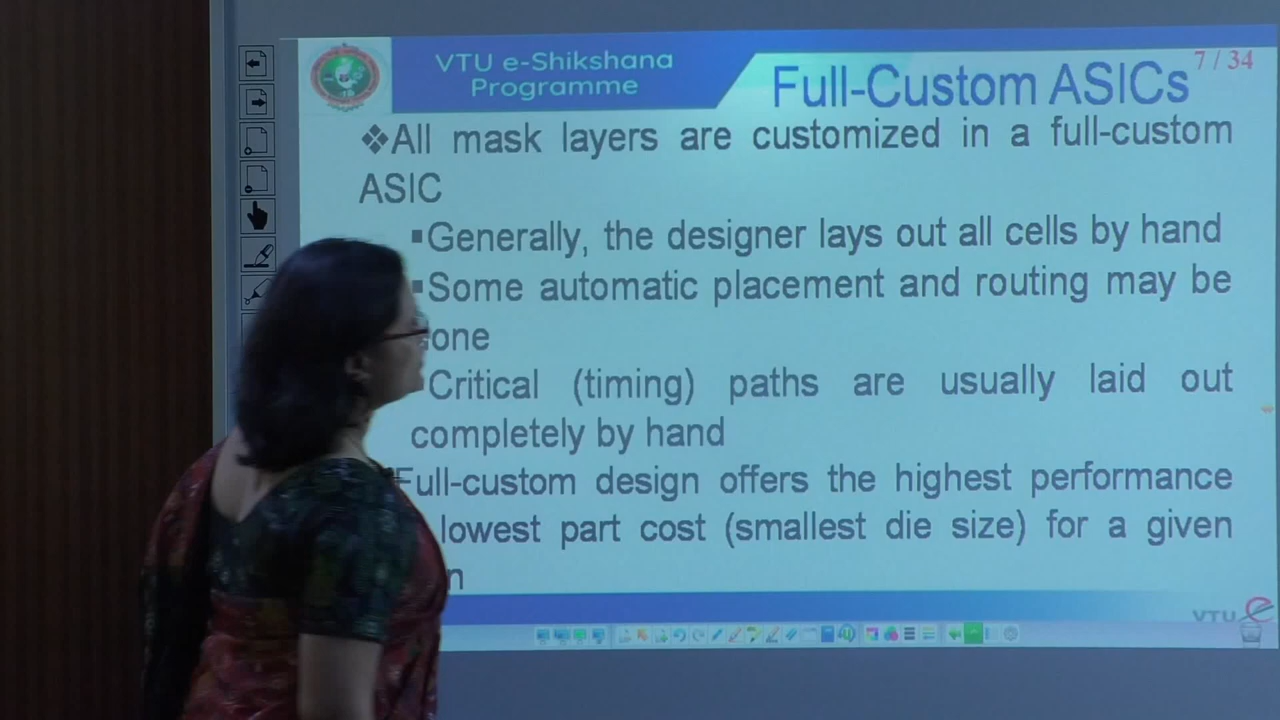 VTU e-Shikshana
Programme
Full-Custom ASICs
7 / 34
❖All mask layers are customized in a full-custom
ASIC
▪Generally, the designer lays out all cells by hand
▪Some automatic placement and routing may be
one
Critical (timing) paths are usually laid out
completely by hand
Full-custom design offers the highest performance
lowest part cost (smallest die size) for a given
n
VTU